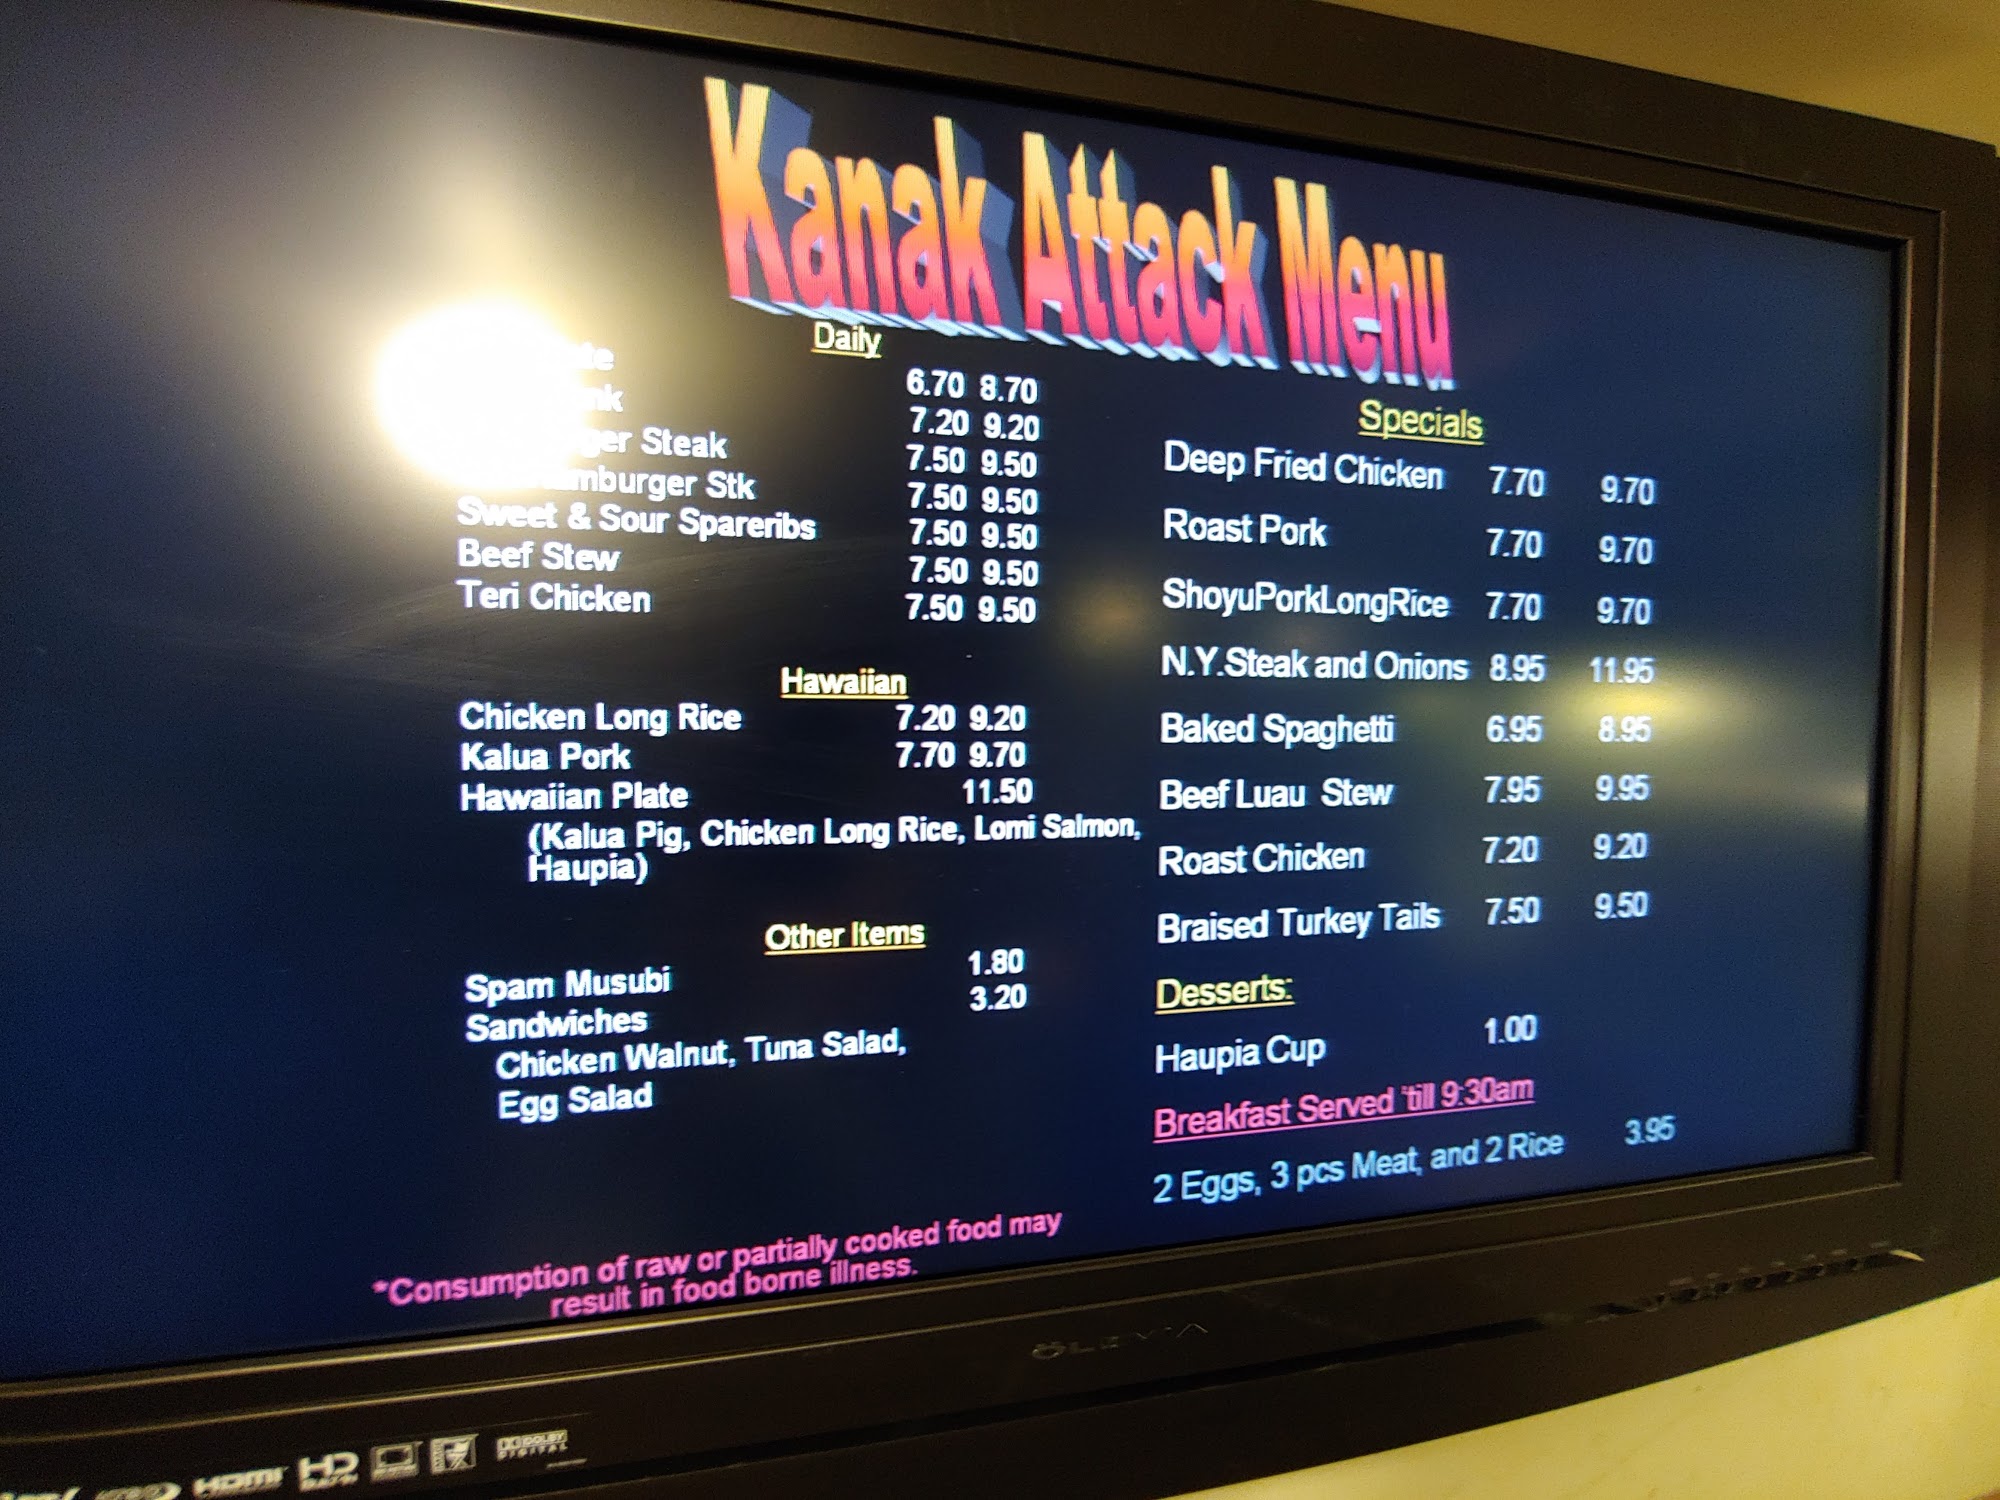 Kanak Attack Menu
Daily
6.70 8.70
7.20 9.20
Steak 7.50 9.50
Stk 7.50 9.50
Sweet & Sour Spareribs 7.50 9.50
Beef Stew 7.50 9.50
Teri Chicken 7.50 9.50
Hawaiian
Chicken Long Rice 7.20 9.20
Kalua Pork 7.70 9.70
Hawaiian Plate 11.50
(Kalua Pig, Chicken Long Rice, Lomi Salmon,
Haupia)
Other Items
Spam Musubi 1.80
Sandwiches 3.20
Chicken Walnut, Tuna Salad,
Egg Salad
*Consumption of raw or partially cooked food may
result in food borne illness.
Specials
Deep Fried Chicken 7.70 9.70
Roast Pork 7.70 9.70
ShoyuPorkLongRice 7.70 9.70
N.Y.Steak and Onions 8.95 11.95
Baked Spaghetti 6.95 8.95
Beef Luau Stew 7.95 9.95
Roast Chicken 7.20 9.20
Braised Turkey Tails 7.50 9.50
Desserts:
Haupia Cup 1.00
Breakfast Served 'till 9:30am
2 Eggs, 3 pcs Meat, and 2 Rice 3.95
OLEVIA
HDMI HD DOLBY
DIGITAL